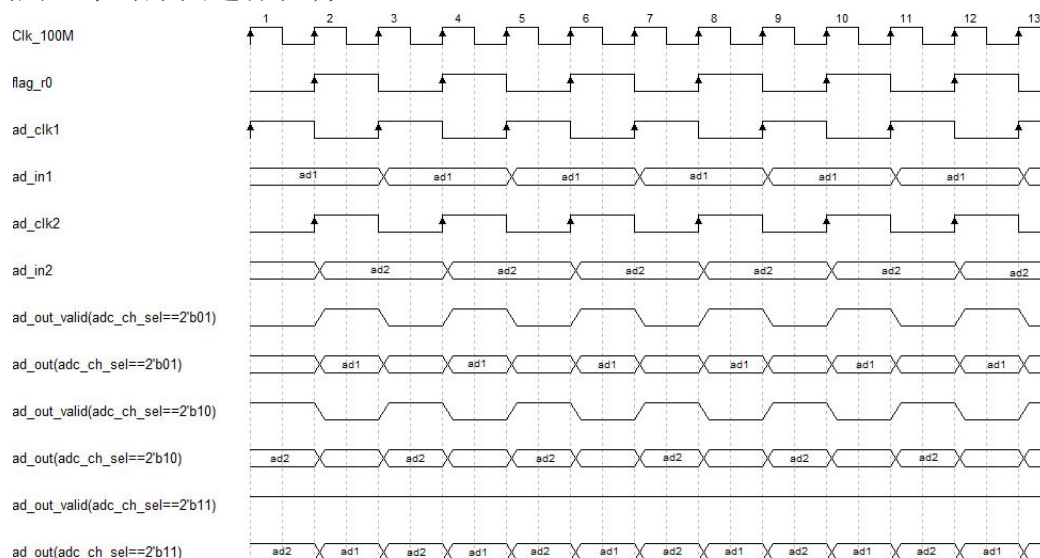 1 2 3 4 5 6 7 8 9 10 11 12 13
Clk_100M
flag_r0
ad_clk1
ad_in1 ad1 ad1 ad1 ad1 ad1 ad1
ad_clk2
ad_in2 ad2 ad2 ad2 ad2 ad2 ad2
ad_out_valid(adc_ch_sel==2'b01)
ad_out(adc_ch_sel==2'b01) ad1 ad1 ad1 ad1 ad1 ad1
ad_out_valid(adc_ch_sel==2'b10)
ad_out(adc_ch_sel==2'b10) ad2 ad2 ad2 ad2 ad2 ad2
ad_out_valid(adc_ch_sel==2'b11)
ad_out(adc_ch_sel==2'b11) ad2 ad1 ad2 ad1 ad2 ad1 ad2 ad1 ad2 ad1 ad2 ad1